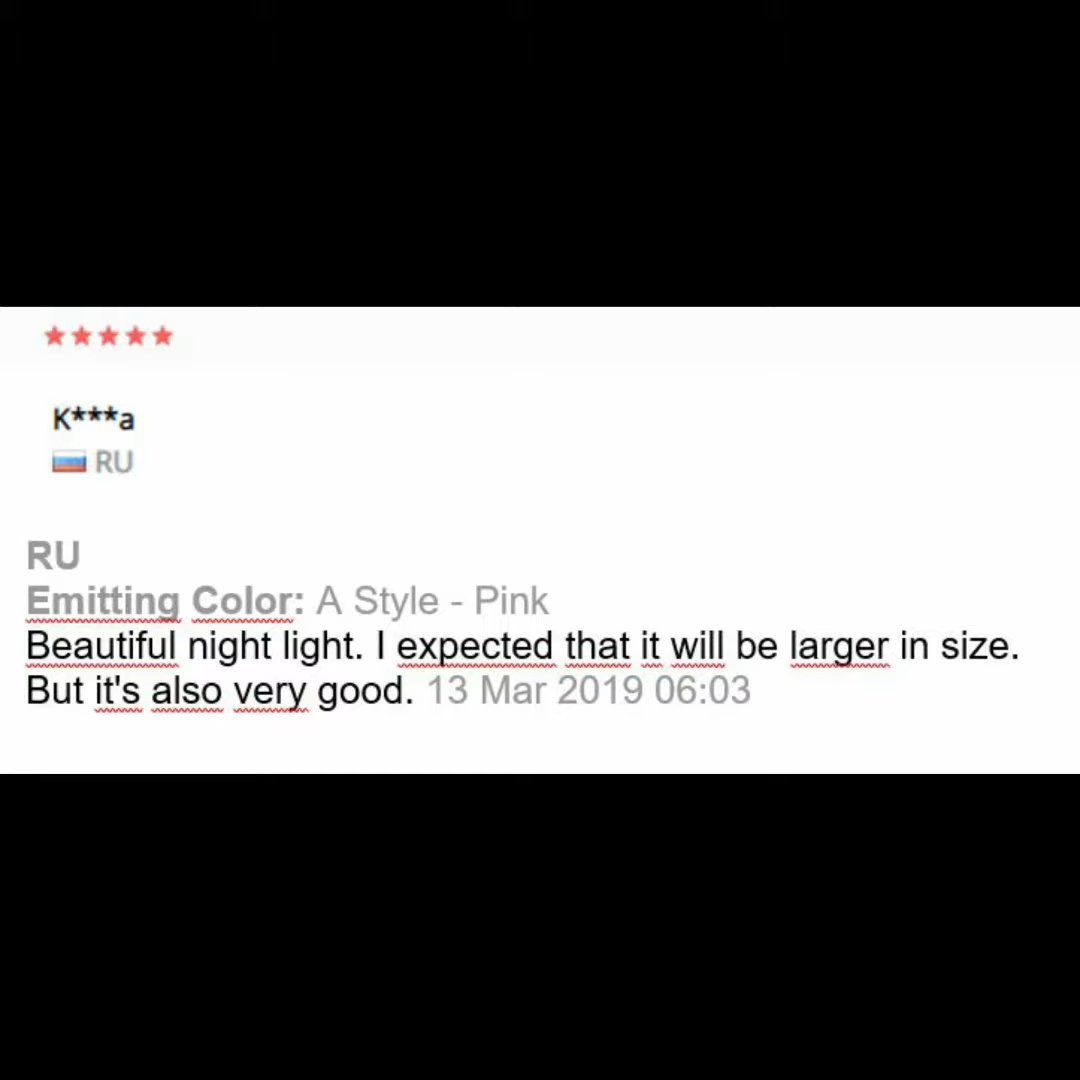 K***a
RU
RU
Emitting Color: A Style - Pink
Beautiful night light. I expected that it will be larger in size.
But it's also very good. 13 Mar 2019 06:03